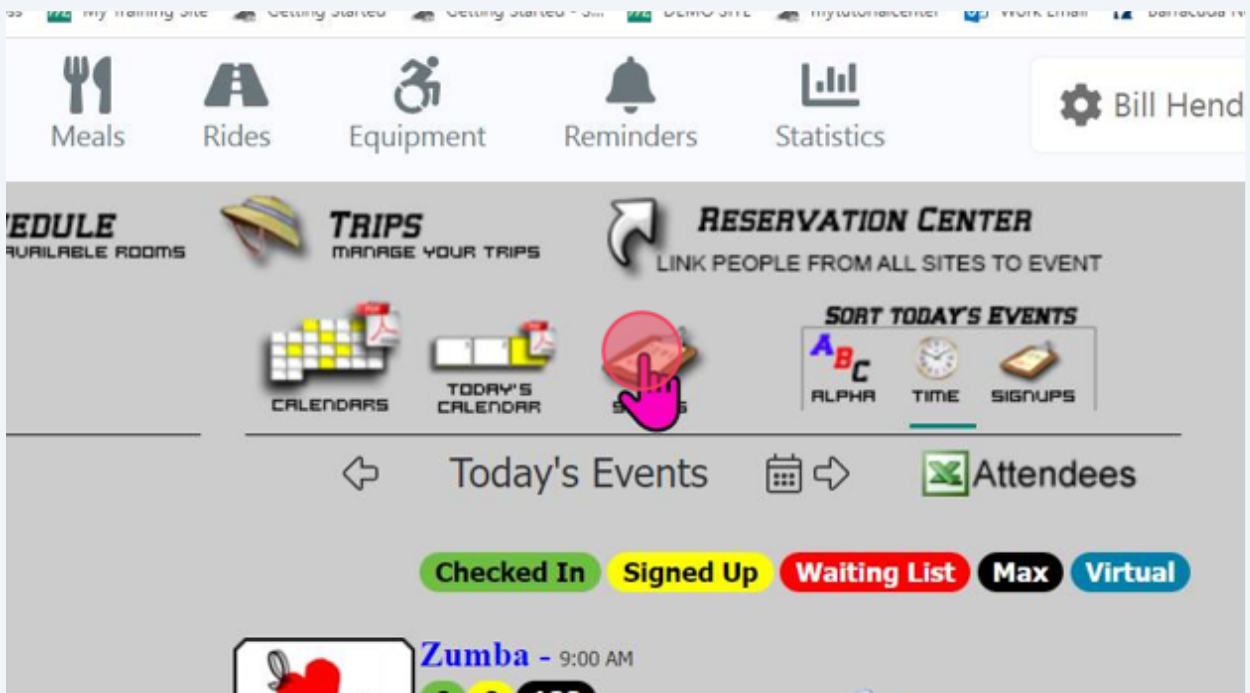 My Training Site Getting Started Getting Started - S... DEMO SITE mytutorialcenter Work Email
Meals Rides Equipment Reminders Statistics Bill Hend
EDULE TRIPS RESERVATION CENTER
AVAILABLE ROOMS MANAGE YOUR TRIPS LINK PEOPLE FROM ALL SITES TO EVENT
SORT TODAY'S EVENTS
ABC
CALENDARS TODAY'S CALENDAR ALPHA TIME SIGNUPS
Today's Events Attendees
Checked In Signed Up Waiting List Max Virtual
Zumba - 9:00 AM